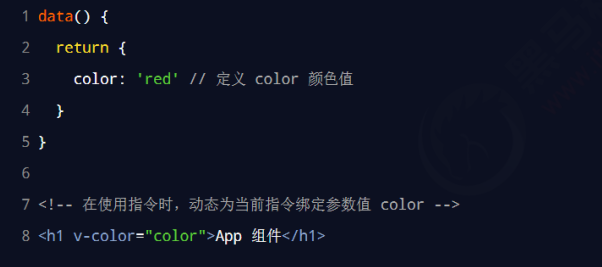 1 data() {
2 return {
3 color: 'red' // 定义 color 颜色值
4 }
5 }
6
7 <!-- 在使用指令时，动态为当前指令绑定参数值 color -->
8 <h1 v-color="color">App 组件</h1>